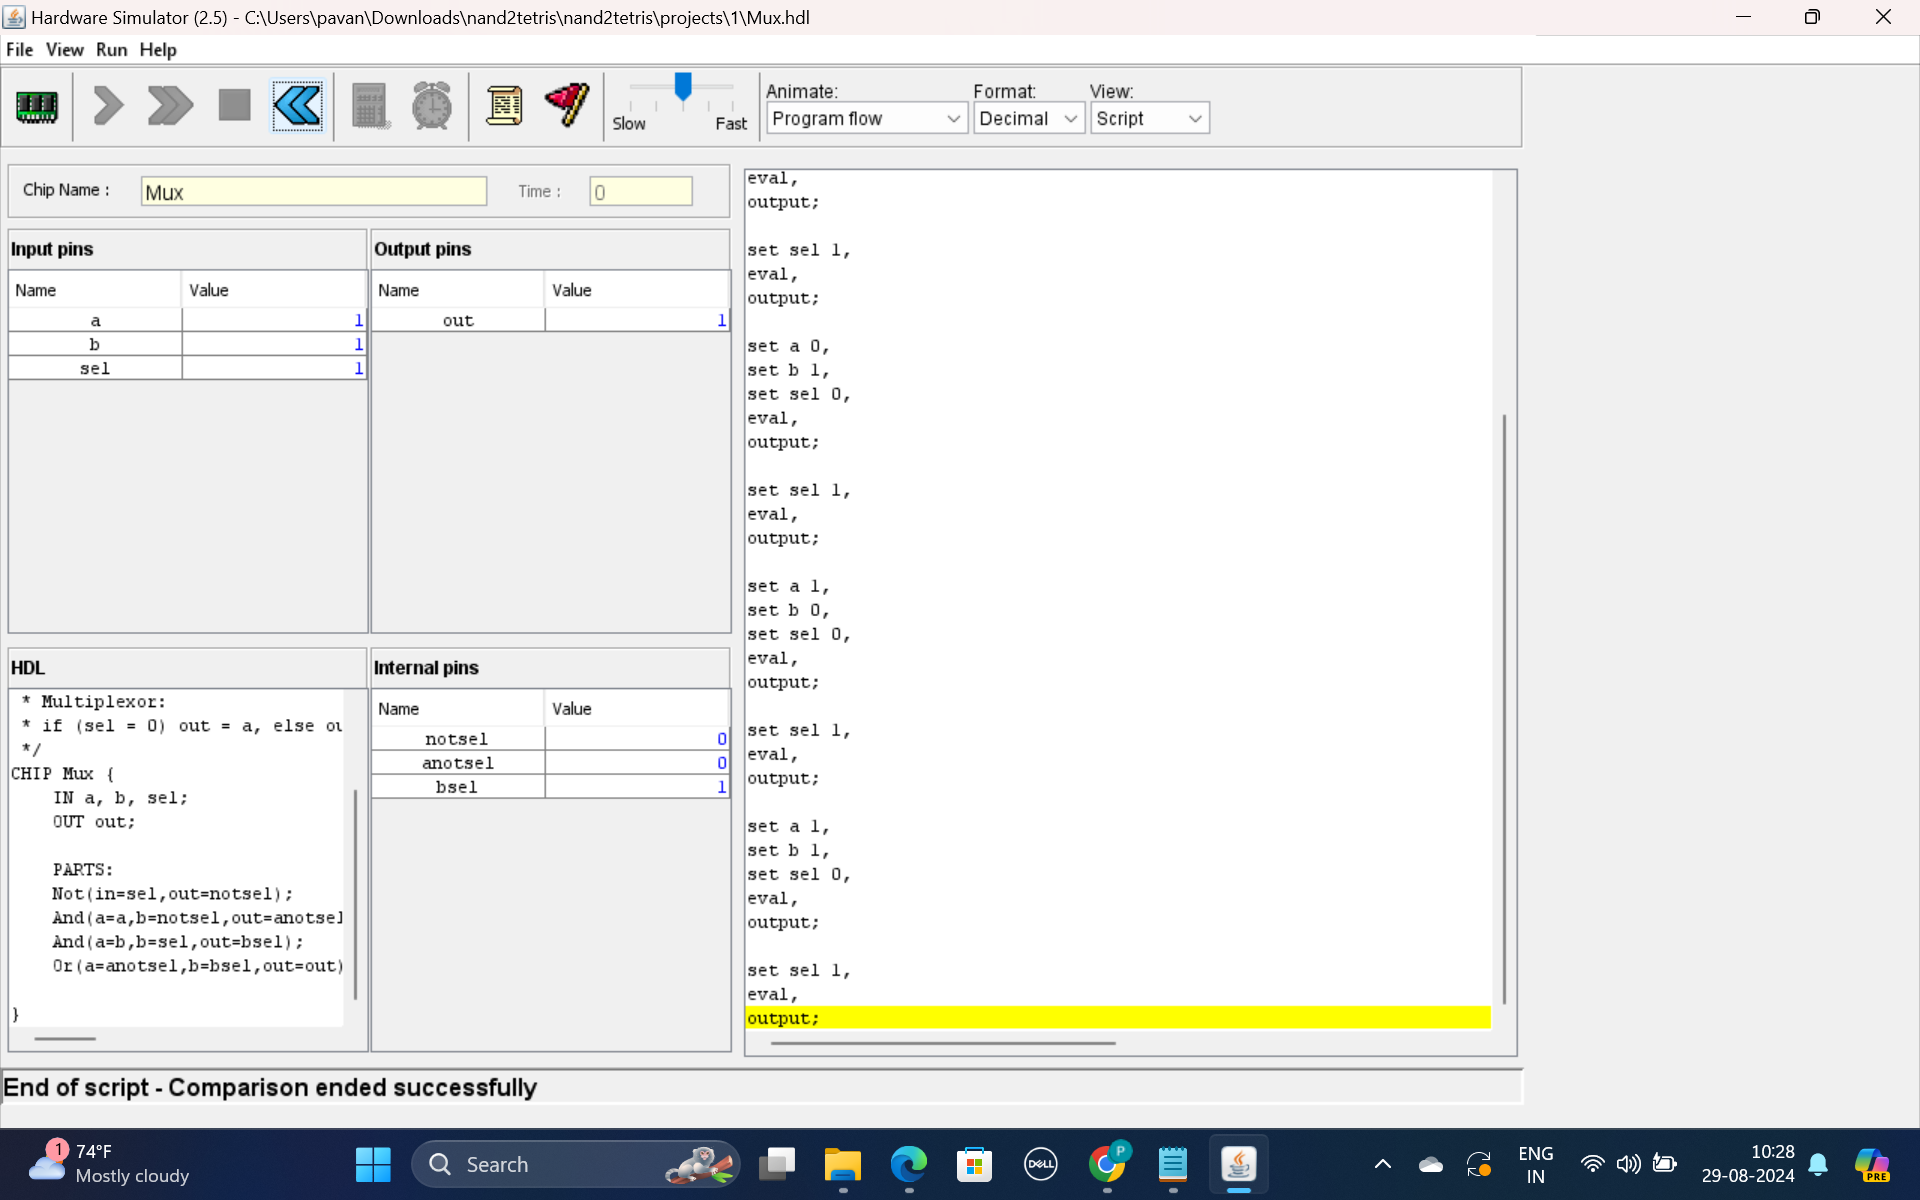 Hardware Simulator (2.5) - C:\Users\pavan\Downloads\nand2tetris\nand2tetris\projects\1\Mux.hdl
File View Run Help
Slow Fast
Animate:
Program flow
Format:
Decimal
View:
Script
Chip Name :
Mux
Time :
0
Input pins
Name Value
a 1
b 1
sel 1
Output pins
Name Value
out 1
HDL
* Multiplexor:
* if (sel = 0) out = a, else ou
*/
CHIP Mux {
IN a, b, sel;
OUT out;
PARTS:
Not(in=sel,out=notsel);
And(a=a,b=notsel,out=anotsel
And(a=b,b=sel,out=bsel);
Or(a=anotsel,b=bsel,out=out)
}
Internal pins
Name Value
notsel 0
anotsel 0
bsel 1
eval,
output;
set sel 1,
eval,
output;
set a 0,
set b 1,
set sel 0,
eval,
output;
set sel 1,
eval,
output;
set a 1,
set b 0,
set sel 0,
eval,
output;
set sel 1,
eval,
output;
set a 1,
set b 1,
set sel 0,
eval,
output;
set sel 1,
eval,
output;
End of script - Comparison ended successfully
1
74°F
Mostly cloudy
Search
DELL
P
ENG
IN
10:28
29-08-2024
PRE